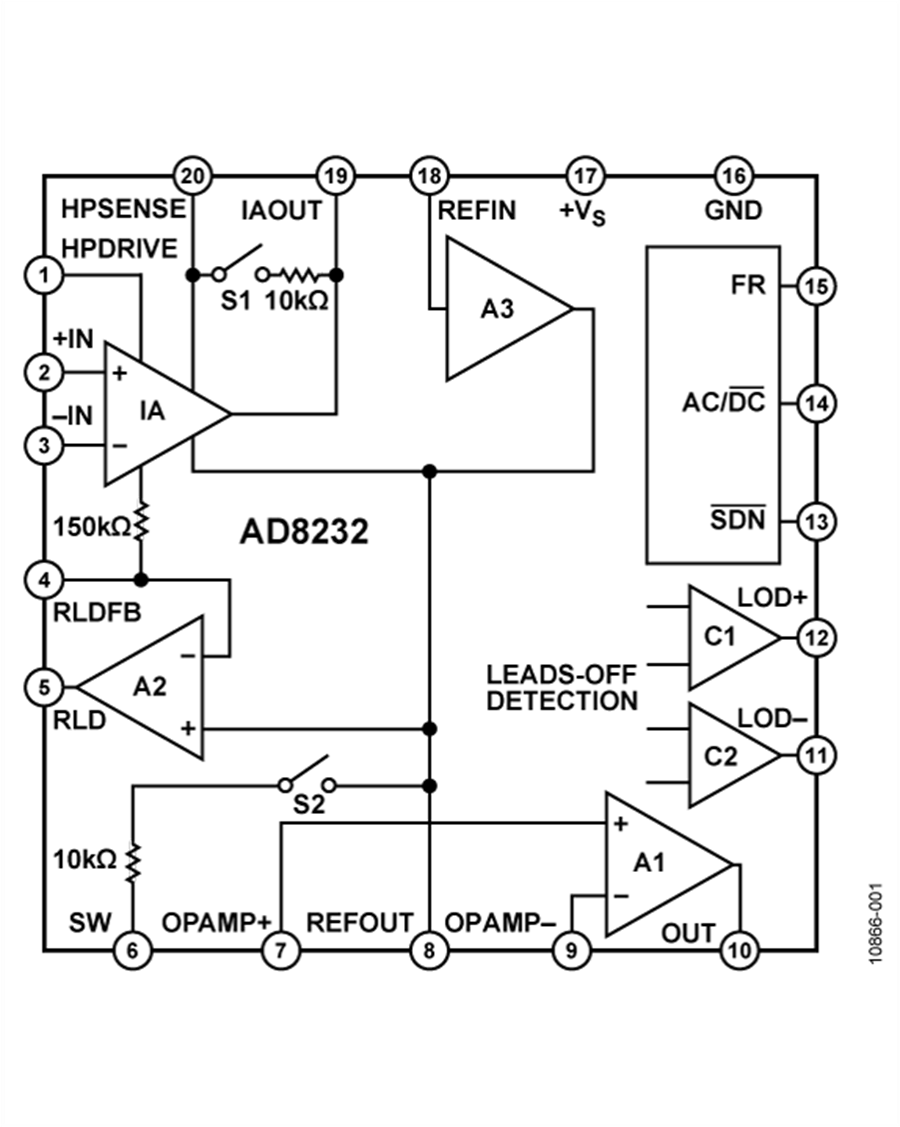 20
19
18
17
16
HPSENSE
IAOUT
REFIN
+VS
GND
HPDRIVE
1
S1
10kΩ
A3
FR
15
+IN
2
+
IA
–IN
3
–
AC/DC
14
150kΩ
AD8232
SDN
13
4
RLDFB
LOD+
C1
12
–
A2
+
5
RLD
LEADS-OFF
DETECTION
LOD–
C2
11
S2
10kΩ
+
A1
–
SW
OPAMP+
REFOUT
OPAMP–
OUT
6
7
8
9
10
10866-001